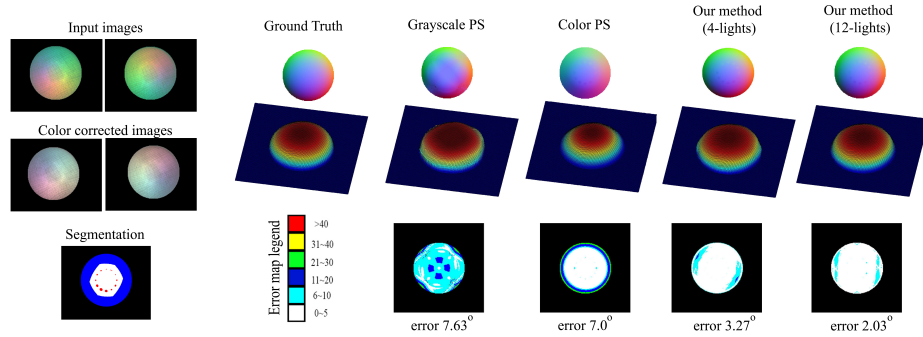 Input images
Color corrected images
Segmentation
Ground Truth
Grayscale PS
Color PS
Our method
(4-lights)
Our method
(12-lights)
Error map legend
>40
31~40
21~30
11~20
6~10
0~5
error 7.63°
error 7.0°
error 3.27°
error 2.03°